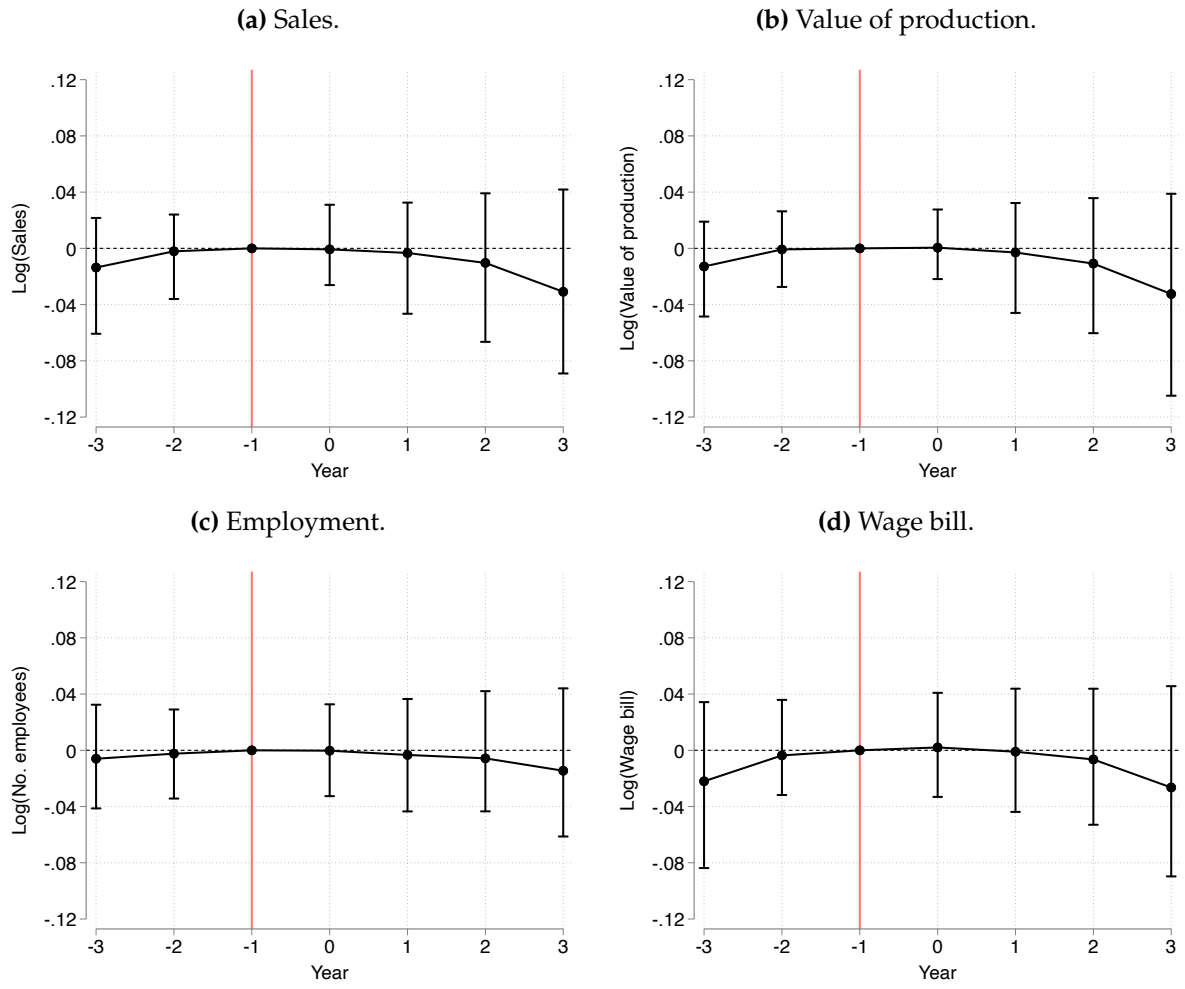 (a) Sales.
.12
.08
.04
0
-.04
-.08
-.12
Log(Sales)
-3 -2 -1 0 1 2 3
Year
(b) Value of production.
.12
.08
.04
0
-.04
-.08
-.12
Log(Value of production)
-3 -2 -1 0 1 2 3
Year
(c) Employment.
.12
.08
.04
0
-.04
-.08
-.12
Log(No. employees)
-3 -2 -1 0 1 2 3
Year
(d) Wage bill.
.12
.08
.04
0
-.04
-.08
-.12
Log(Wage bill)
-3 -2 -1 0 1 2 3
Year